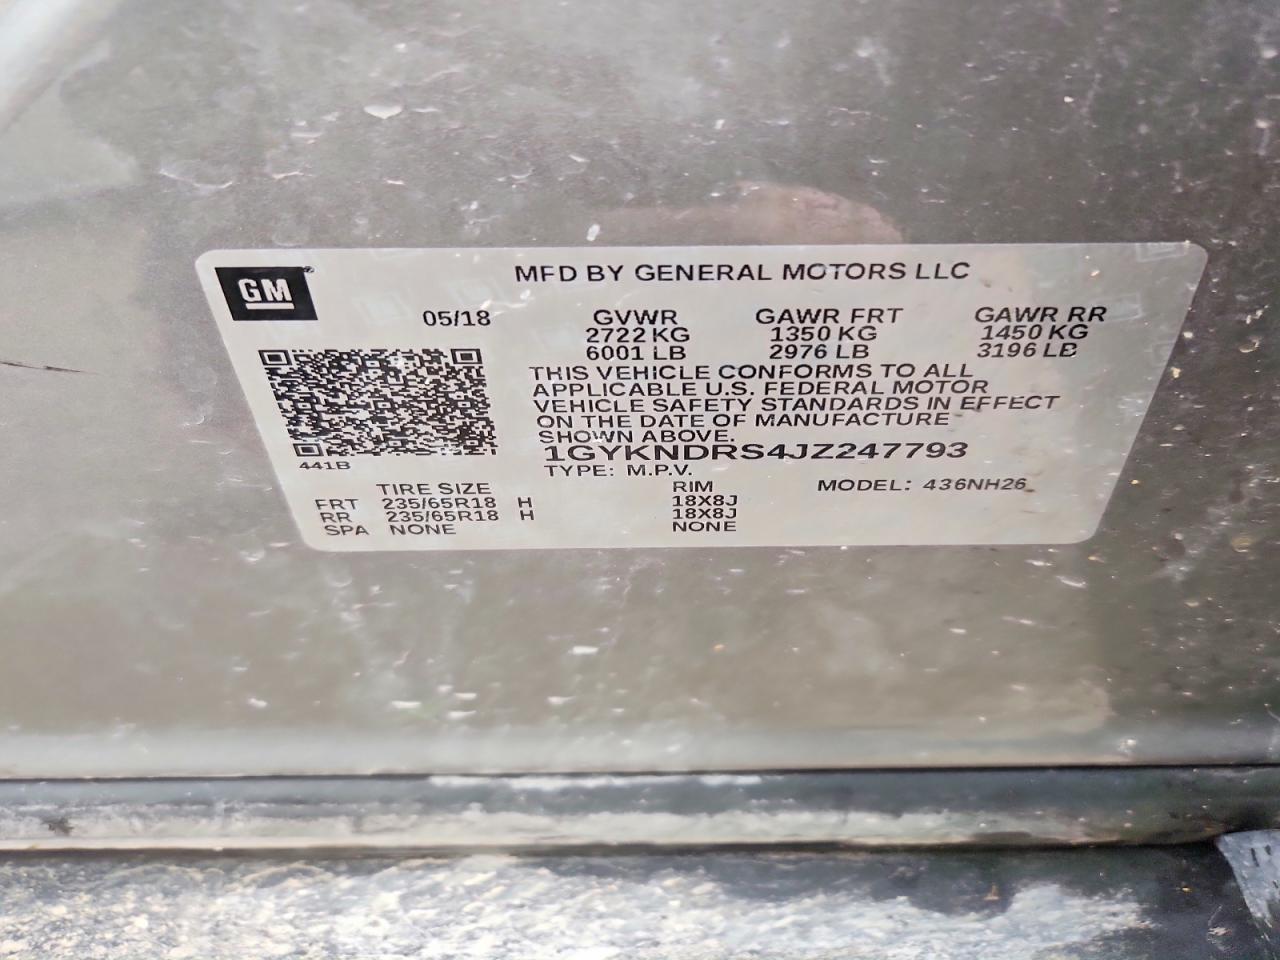 GM
MFD BY GENERAL MOTORS LLC
05/18 GVWR GAWR FRT GAWR RR
2722 KG 1350 KG 1450 KG
6001 LB 2976 LB 3196 LB
THIS VEHICLE CONFORMS TO ALL
APPLICABLE U.S. FEDERAL MOTOR
VEHICLE SAFETY STANDARDS IN EFFECT
ON THE DATE OF MANUFACTURE
SHOWN ABOVE.
1GYKNDRS4JZ247793
441B
TYPE: M.P.V.
TIRE SIZE RIM MODEL: 436NH26
FRT 235/65R18 H 18X8J
RR 235/65R18 H 18X8J
SPA NONE NONE